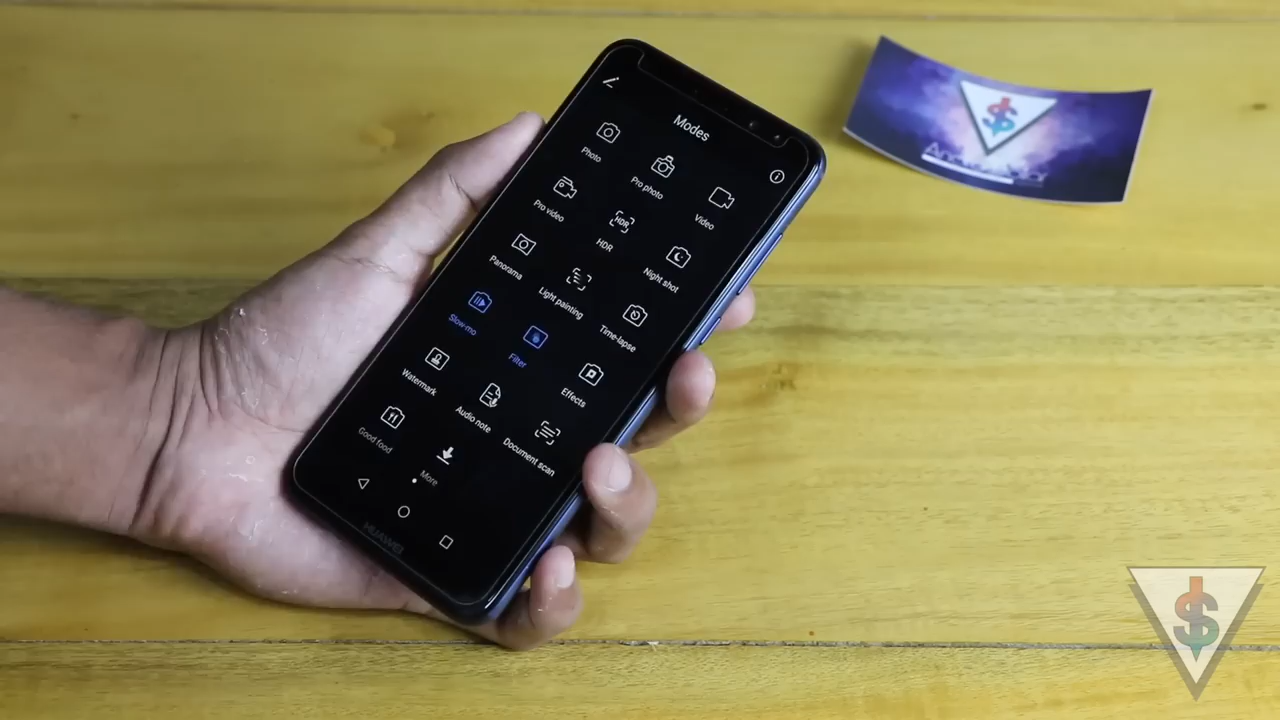 Modes
Photo
Pro photo
Video
Pro video
HDR
HDR
Night shot
Panorama
Light painting
Time-lapse
Slow-mo
Filter
Effects
Watermark
Audio note
Document scan
Good food
More
HUAWEI